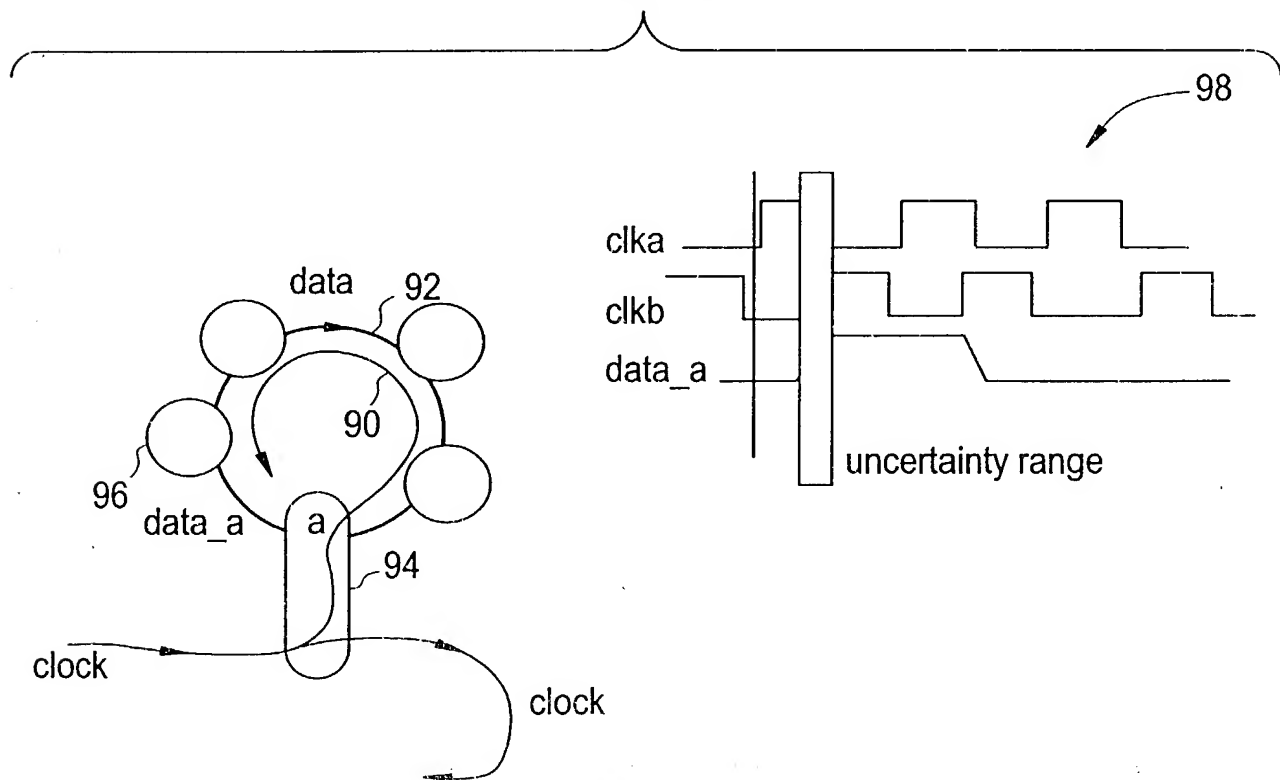 98
clka
clkb
data_a
uncertainty range
data
92
90
96
data_a
a
94
clock
clock